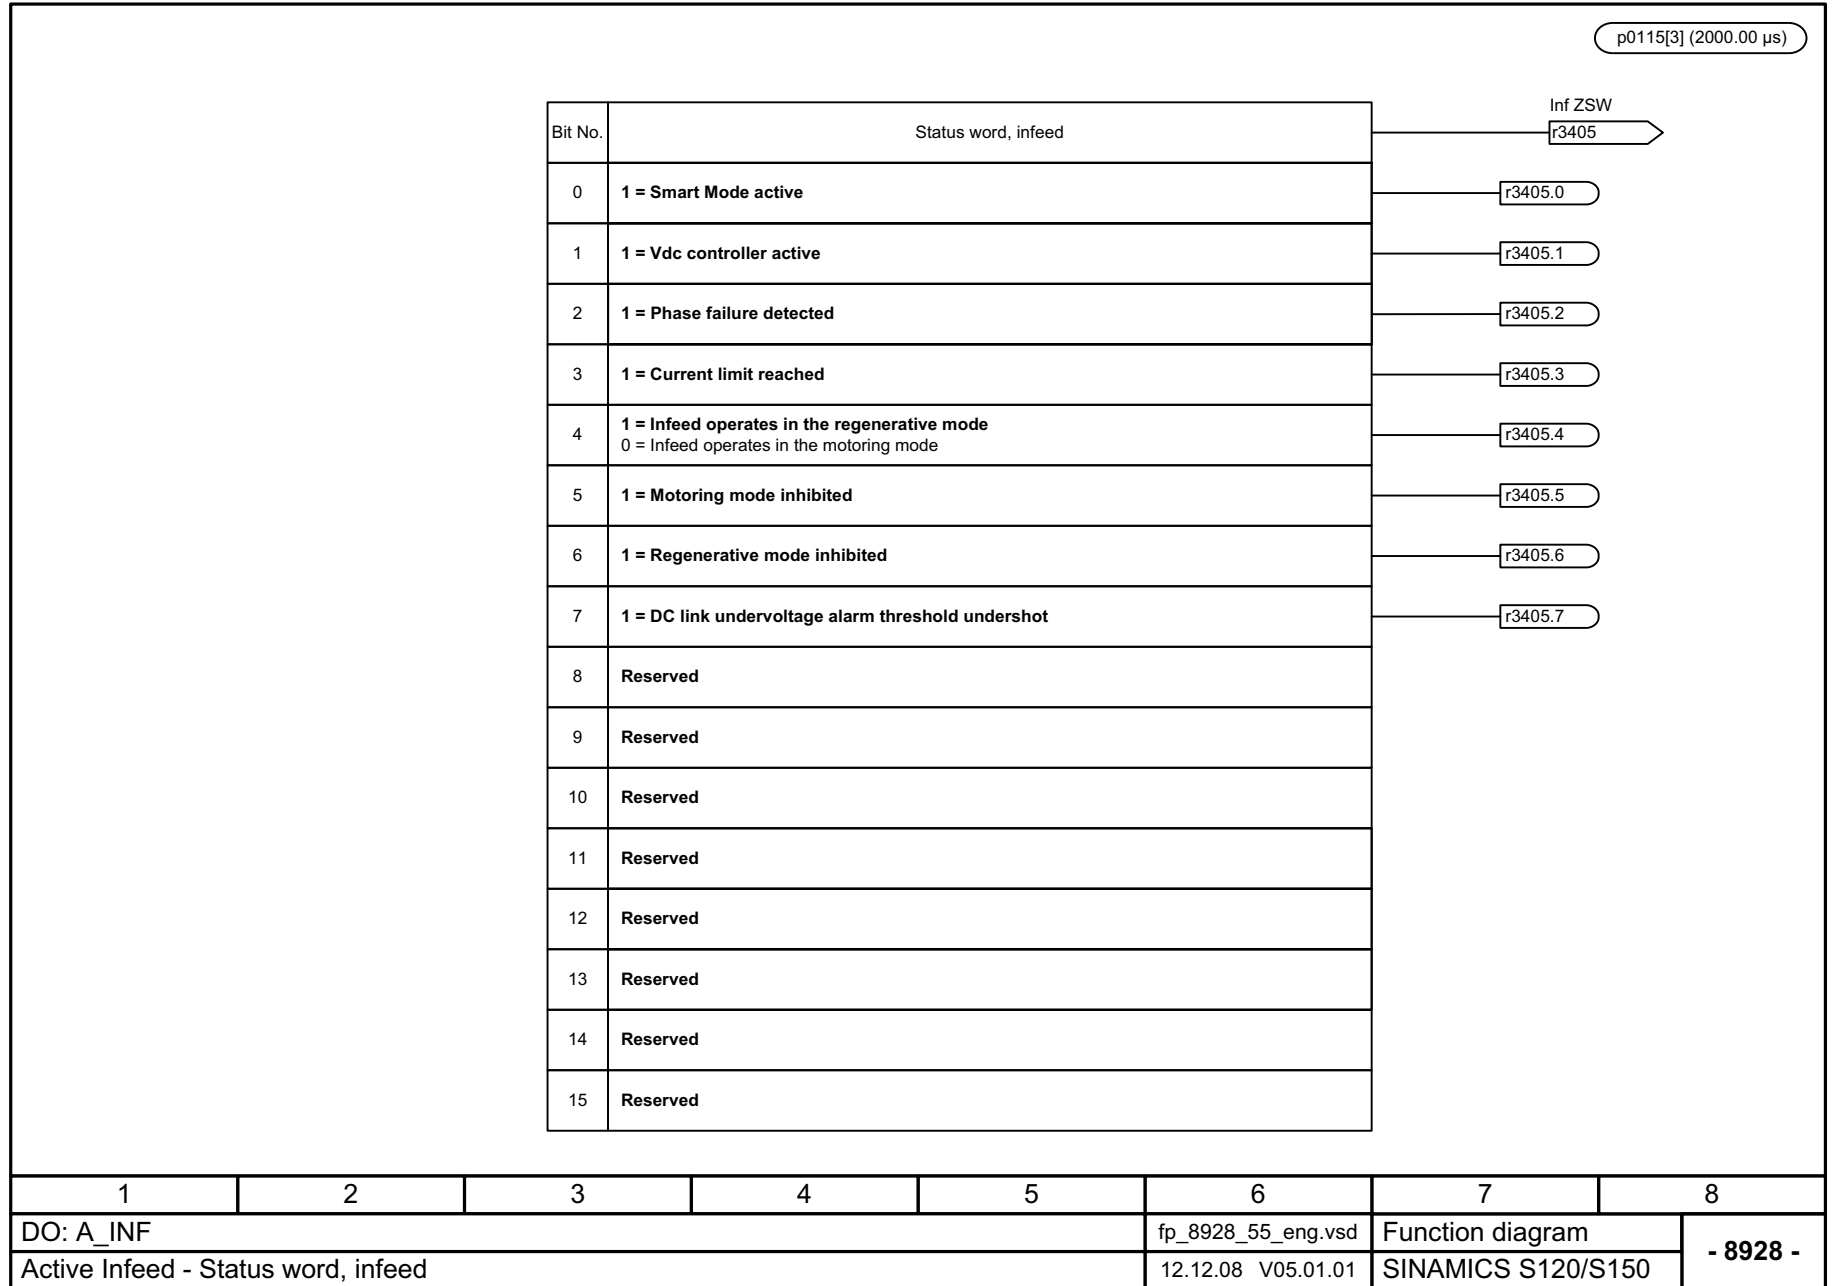 p0115[3] (2000.00 µs)
Inf ZSW
Bit No. Status word, infeed r3405
0 1 = Smart Mode active r3405.0
1 1 = Vdc controller active r3405.1
2 1 = Phase failure detected r3405.2
3 1 = Current limit reached r3405.3
4 1 = Infeed operates in the regenerative mode
0 = Infeed operates in the motoring mode r3405.4
5 1 = Motoring mode inhibited r3405.5
6 1 = Regenerative mode inhibited r3405.6
7 1 = DC link undervoltage alarm threshold undershot r3405.7
8 Reserved
9 Reserved
10 Reserved
11 Reserved
12 Reserved
13 Reserved
14 Reserved
15 Reserved
1 2 3 4 5 6 7 8
DO: A_INF fp_8928_55_eng.vsd Function diagram
- 8928 -
Active Infeed - Status word, infeed 12.12.08 V05.01.01 SINAMICS S120/S150